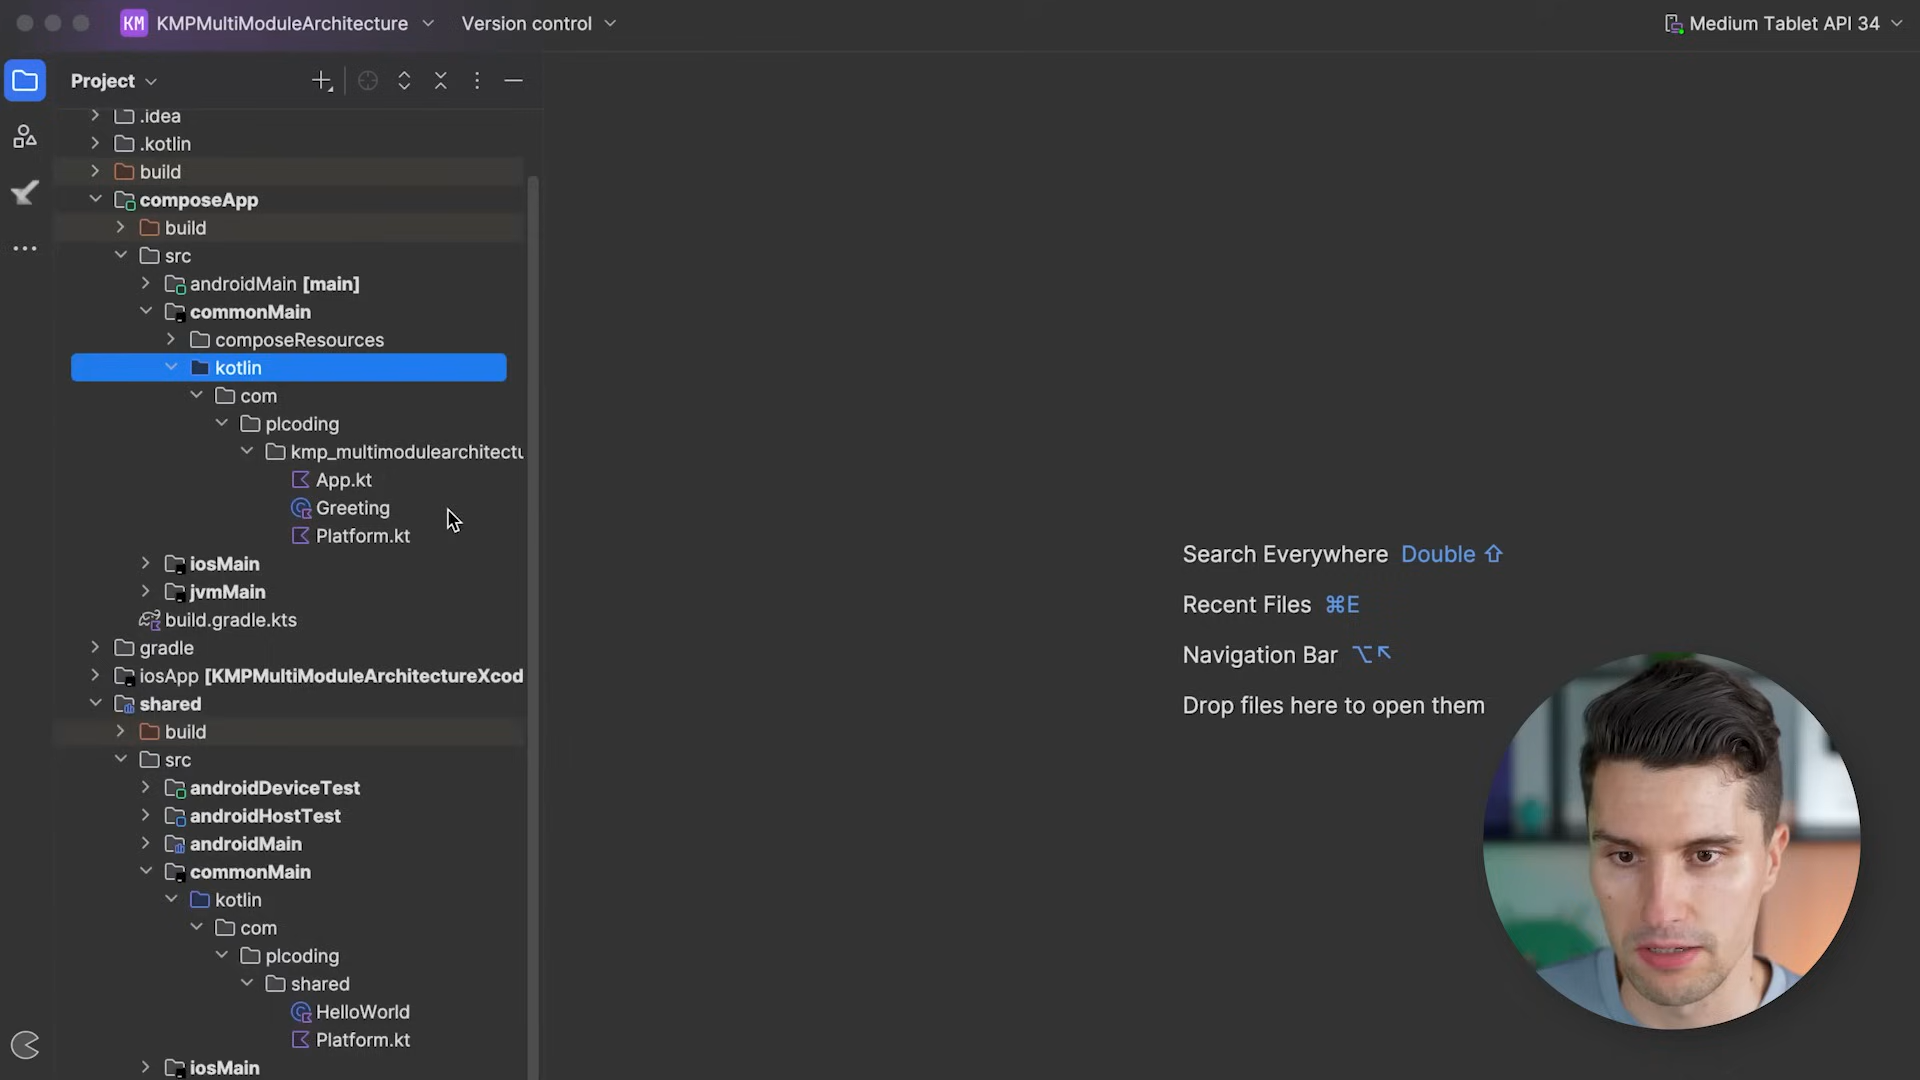 KM KMPMultiModuleArchitecture Version control Medium Tablet API 34
Project
.idea
.kotlin
build
composeApp
build
src
androidMain [main]
commonMain
composeResources
kotlin
com
plcoding
kmp_multimodulearchitectu
App.kt
Greeting
Platform.kt
iosMain
jvmMain
build.gradle.kts
gradle
iosApp [KMPMultiModuleArchitectureXcod
shared
build
src
androidDeviceTest
androidHostTest
androidMain
commonMain
kotlin
com
plcoding
shared
HelloWorld
Platform.kt
iosMain
Search Everywhere Double ⇧
Recent Files ⌘E
Navigation Bar ⌥↖
Drop files here to open them